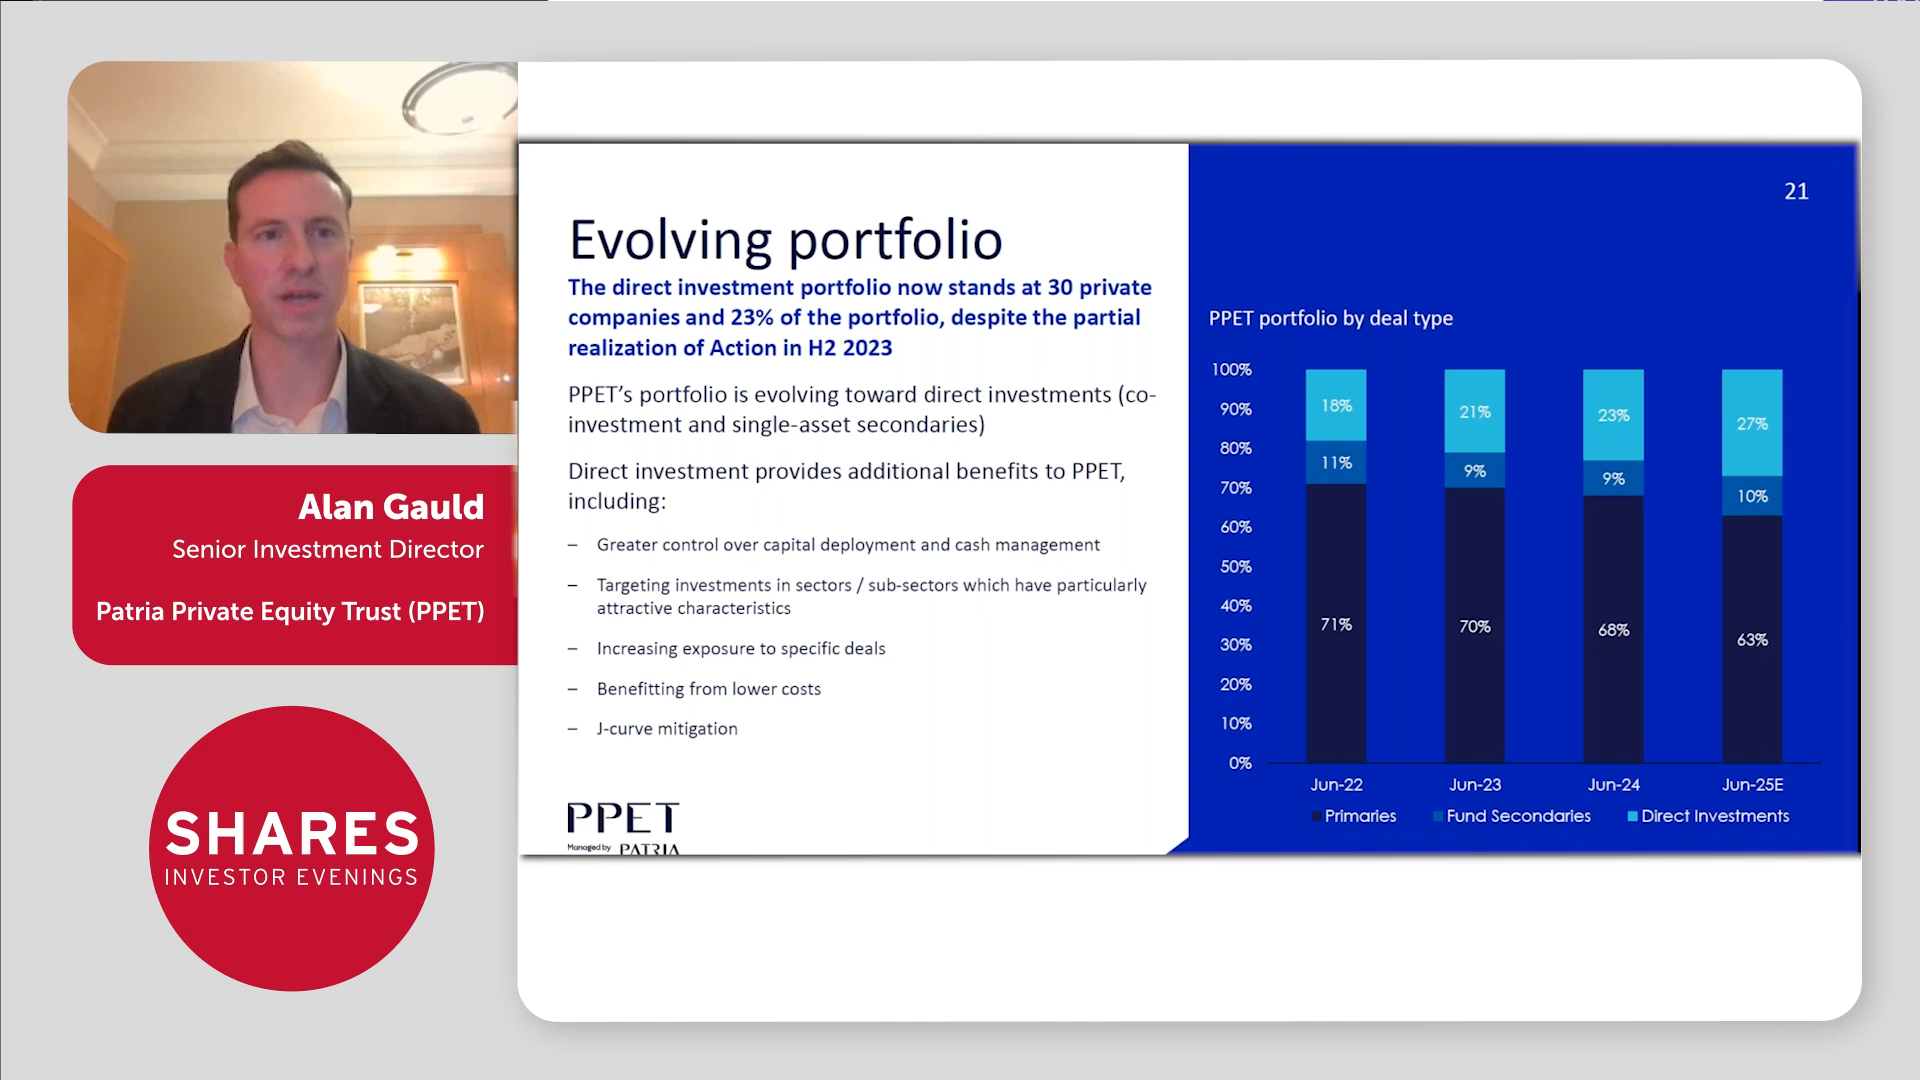 Alan Gauld
Senior Investment Director
Patria Private Equity Trust (PPET)
SHARES
INVESTOR EVENINGS
21
Evolving portfolio
The direct investment portfolio now stands at 30 private
companies and 23% of the portfolio, despite the partial
realization of Action in H2 2023
PPET’s portfolio is evolving toward direct investments (co-
investment and single-asset secondaries)
Direct investment provides additional benefits to PPET,
including:
– Greater control over capital deployment and cash management
– Targeting investments in sectors / sub-sectors which have particularly
attractive characteristics
– Increasing exposure to specific deals
– Benefitting from lower costs
– J-curve mitigation
PPET
Managed by PATRIA
PPET portfolio by deal type
100%
90%
80%
70%
60%
50%
40%
30%
20%
10%
0%
18% 21% 23% 27%
11% 9% 9% 10%
71% 70% 68% 63%
Jun-22 Jun-23 Jun-24 Jun-25E
Primaries Fund Secondaries Direct Investments